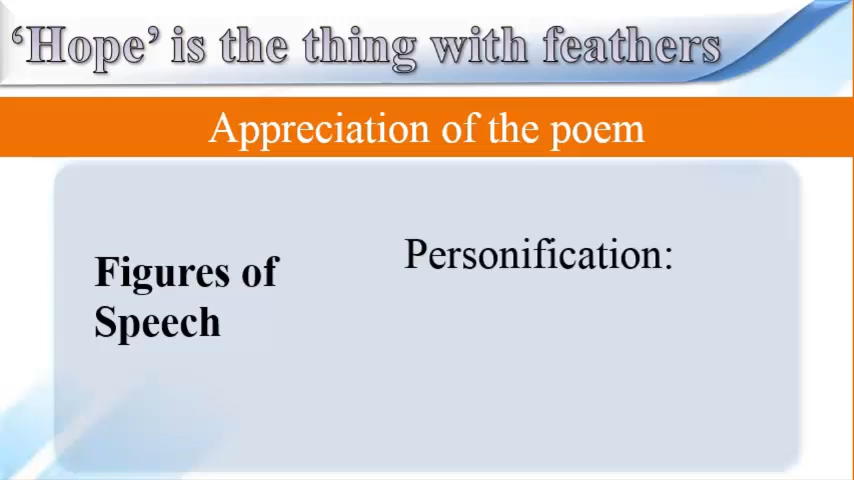 ‘Hope’ is the thing with feathers
Appreciation of the poem
Figures of
Speech
Personification: